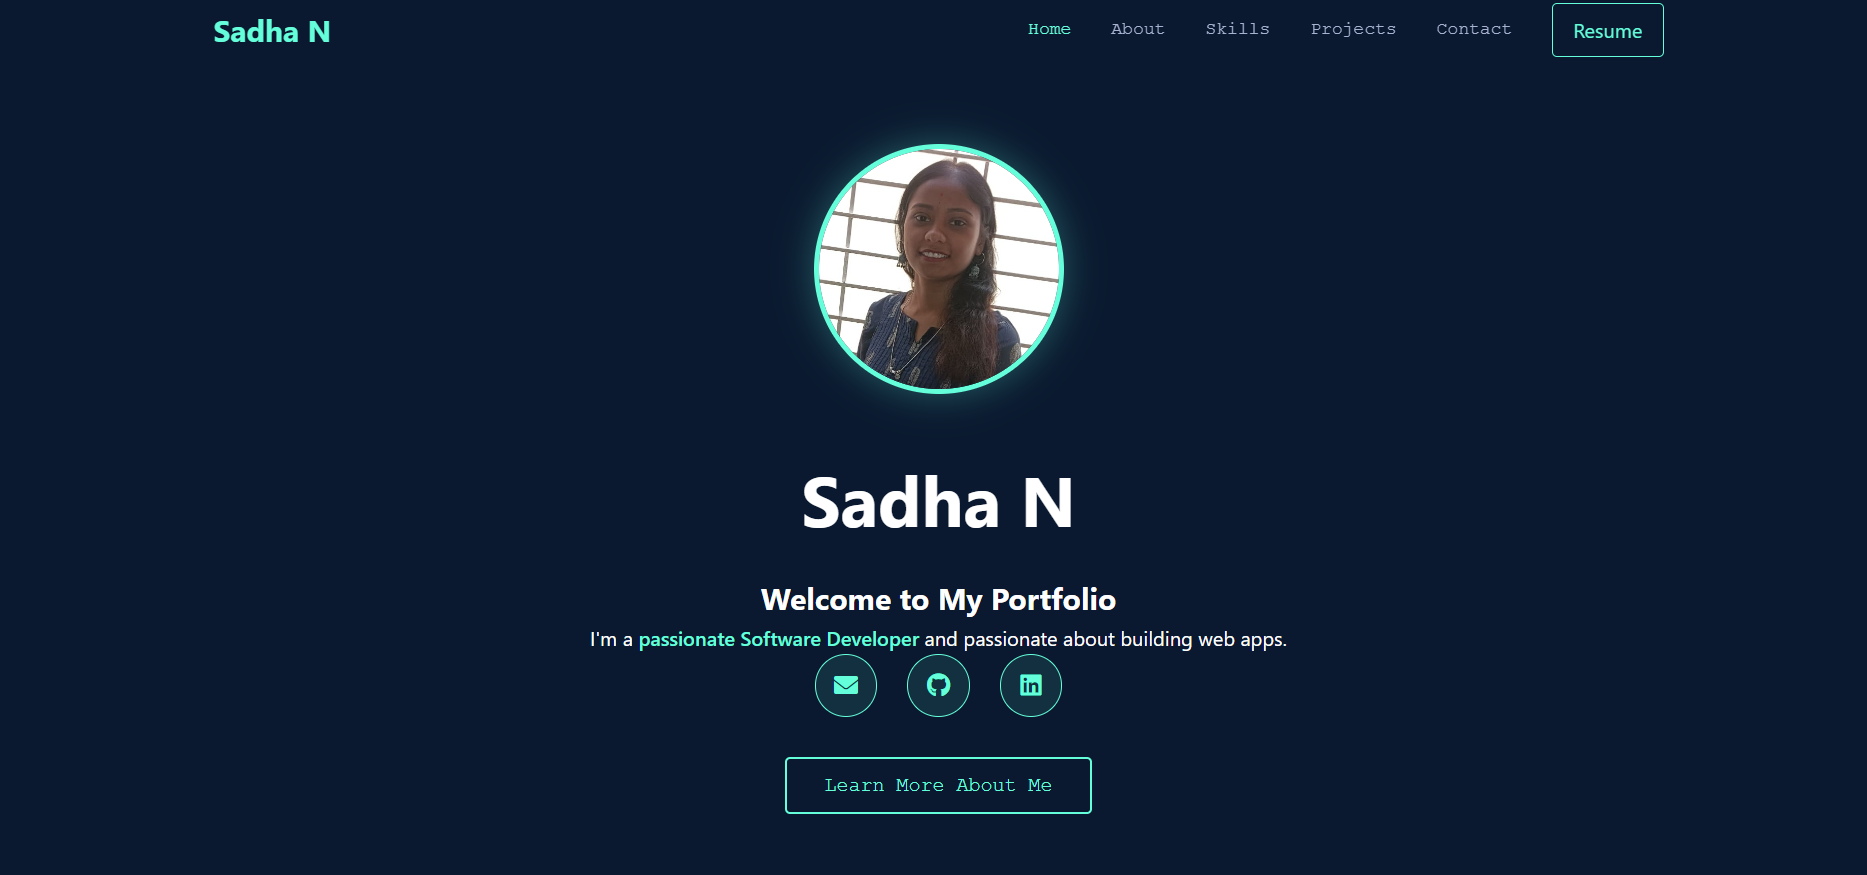 Sadha N
Home About Skills Projects Contact Resume
Sadha N
Welcome to My Portfolio
I'm a passionate Software Developer and passionate about building web apps.
in
Learn More About Me